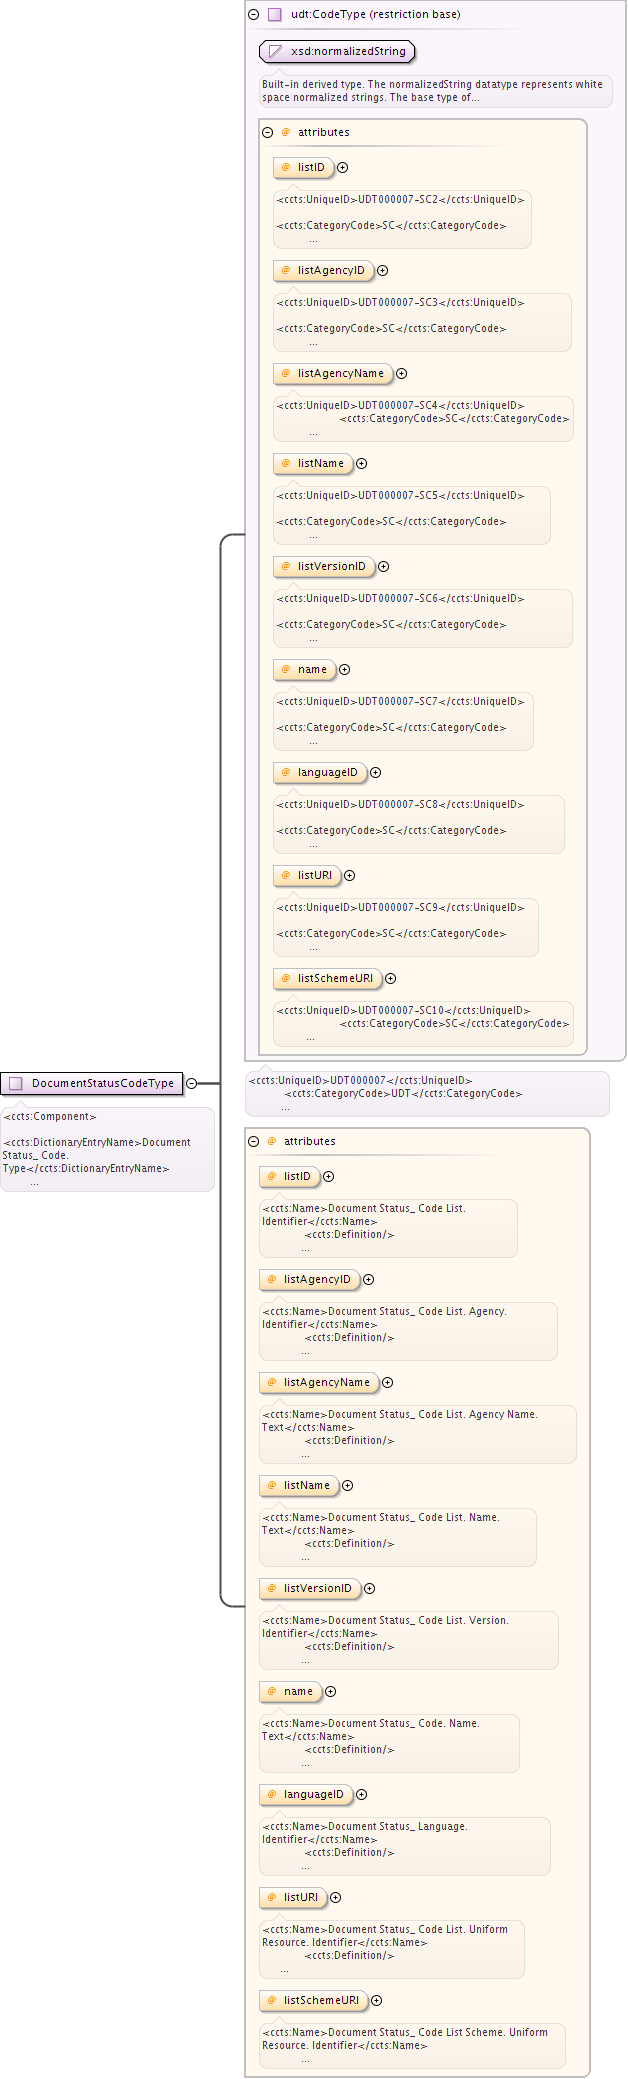 udt:CodeType (restriction base)
xsd:normalizedString
Built-in derived type. The normalizedString datatype represents white
space normalized strings. The base type of...
@ attributes
@ listID
<ccts:UniqueID>UDT000007-SC2</ccts:UniqueID>
<ccts:CategoryCode>SC</ccts:CategoryCode>
...
@ listAgencyID
<ccts:UniqueID>UDT000007-SC3</ccts:UniqueID>
<ccts:CategoryCode>SC</ccts:CategoryCode>
...
@ listAgencyName
<ccts:UniqueID>UDT000007-SC4</ccts:UniqueID>
<ccts:CategoryCode>SC</ccts:CategoryCode>
...
@ listName
<ccts:UniqueID>UDT000007-SC5</ccts:UniqueID>
<ccts:CategoryCode>SC</ccts:CategoryCode>
...
@ listVersionID
<ccts:UniqueID>UDT000007-SC6</ccts:UniqueID>
<ccts:CategoryCode>SC</ccts:CategoryCode>
...
@ name
<ccts:UniqueID>UDT000007-SC7</ccts:UniqueID>
<ccts:CategoryCode>SC</ccts:CategoryCode>
...
@ languageID
<ccts:UniqueID>UDT000007-SC8</ccts:UniqueID>
<ccts:CategoryCode>SC</ccts:CategoryCode>
...
@ listURI
<ccts:UniqueID>UDT000007-SC9</ccts:UniqueID>
<ccts:CategoryCode>SC</ccts:CategoryCode>
...
@ listSchemeURI
<ccts:UniqueID>UDT000007-SC10</ccts:UniqueID>
<ccts:CategoryCode>SC</ccts:CategoryCode>
...
DocumentStatusCodeType
<ccts:Component>
<ccts:DictionaryEntryName>Document
Status_ Code.
Type</ccts:DictionaryEntryName>
...
<ccts:UniqueID>UDT000007</ccts:UniqueID>
<ccts:CategoryCode>UDT</ccts:CategoryCode>
...
@ attributes
@ listID
<ccts:Name>Document Status_ Code List.
Identifier</ccts:Name>
<ccts:Definition/>
...
@ listAgencyID
<ccts:Name>Document Status_ Code List. Agency.
Identifier</ccts:Name>
<ccts:Definition/>
...
@ listAgencyName
<ccts:Name>Document Status_ Code List. Agency Name.
Text</ccts:Name>
<ccts:Definition/>
...
@ listName
<ccts:Name>Document Status_ Code List. Name.
Text</ccts:Name>
<ccts:Definition/>
...
@ listVersionID
<ccts:Name>Document Status_ Code List. Version.
Identifier</ccts:Name>
<ccts:Definition/>
...
@ name
<ccts:Name>Document Status_ Code. Name.
Text</ccts:Name>
<ccts:Definition/>
...
@ languageID
<ccts:Name>Document Status_ Language.
Identifier</ccts:Name>
<ccts:Definition/>
...
@ listURI
<ccts:Name>Document Status_ Code List. Uniform
Resource. Identifier</ccts:Name>
<ccts:Definition/>
...
@ listSchemeURI
<ccts:Name>Document Status_ Code List Scheme. Uniform
Resource. Identifier</ccts:Name>
...